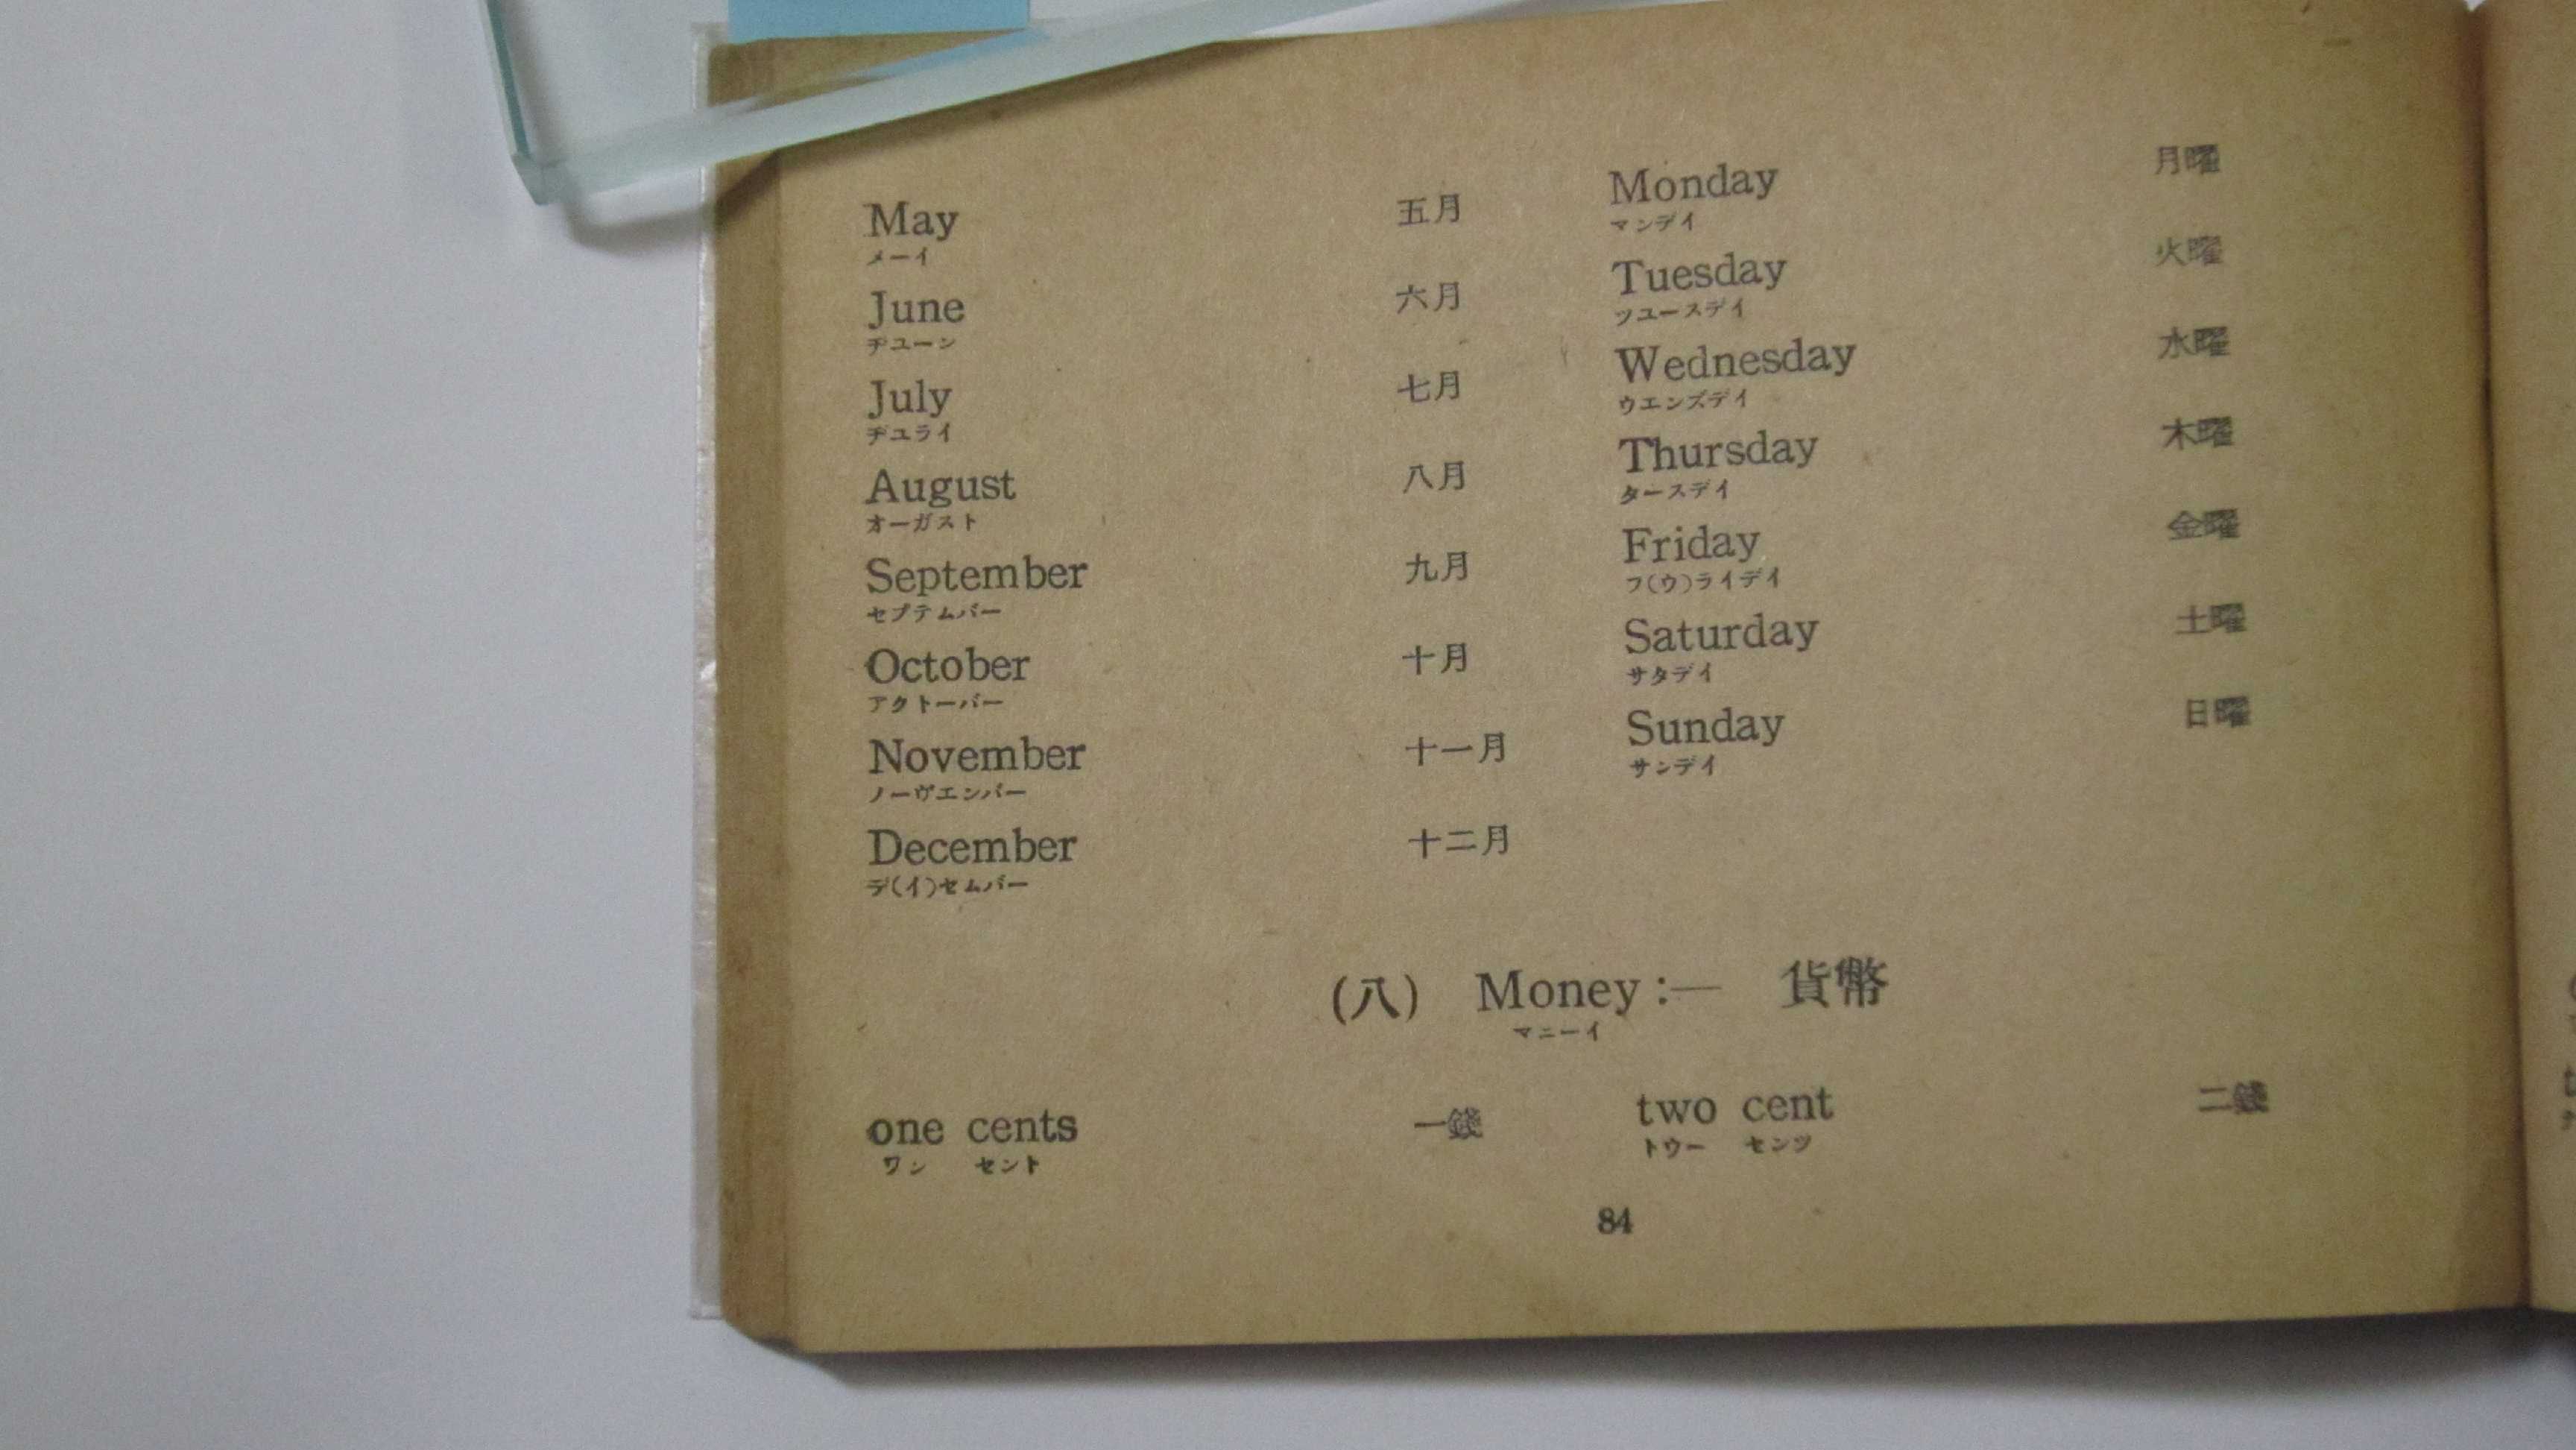 May 五月
メーイ
June 六月
ヂユーン
July 七月
ヂユライ
August 八月
オーガスト
September 九月
セプテムバー
October 十月
アクトーバー
November 十一月
ノーヴエンバー
December 十二月
デ(イ)セムバー
Monday 月曜
マンデイ
Tuesday 火曜
ツユースデイ
Wednesday 水曜
ウエンズデイ
Thursday 木曜
タースデイ
Friday 金曜
フ(ウ)ライデイ
Saturday 土曜
サタデイ
Sunday 日曜
サンデイ
(八) Money:— 貨幣
マニーイ
one cents 一錢
ワン セント
two cent 二錢
トウー センツ
84